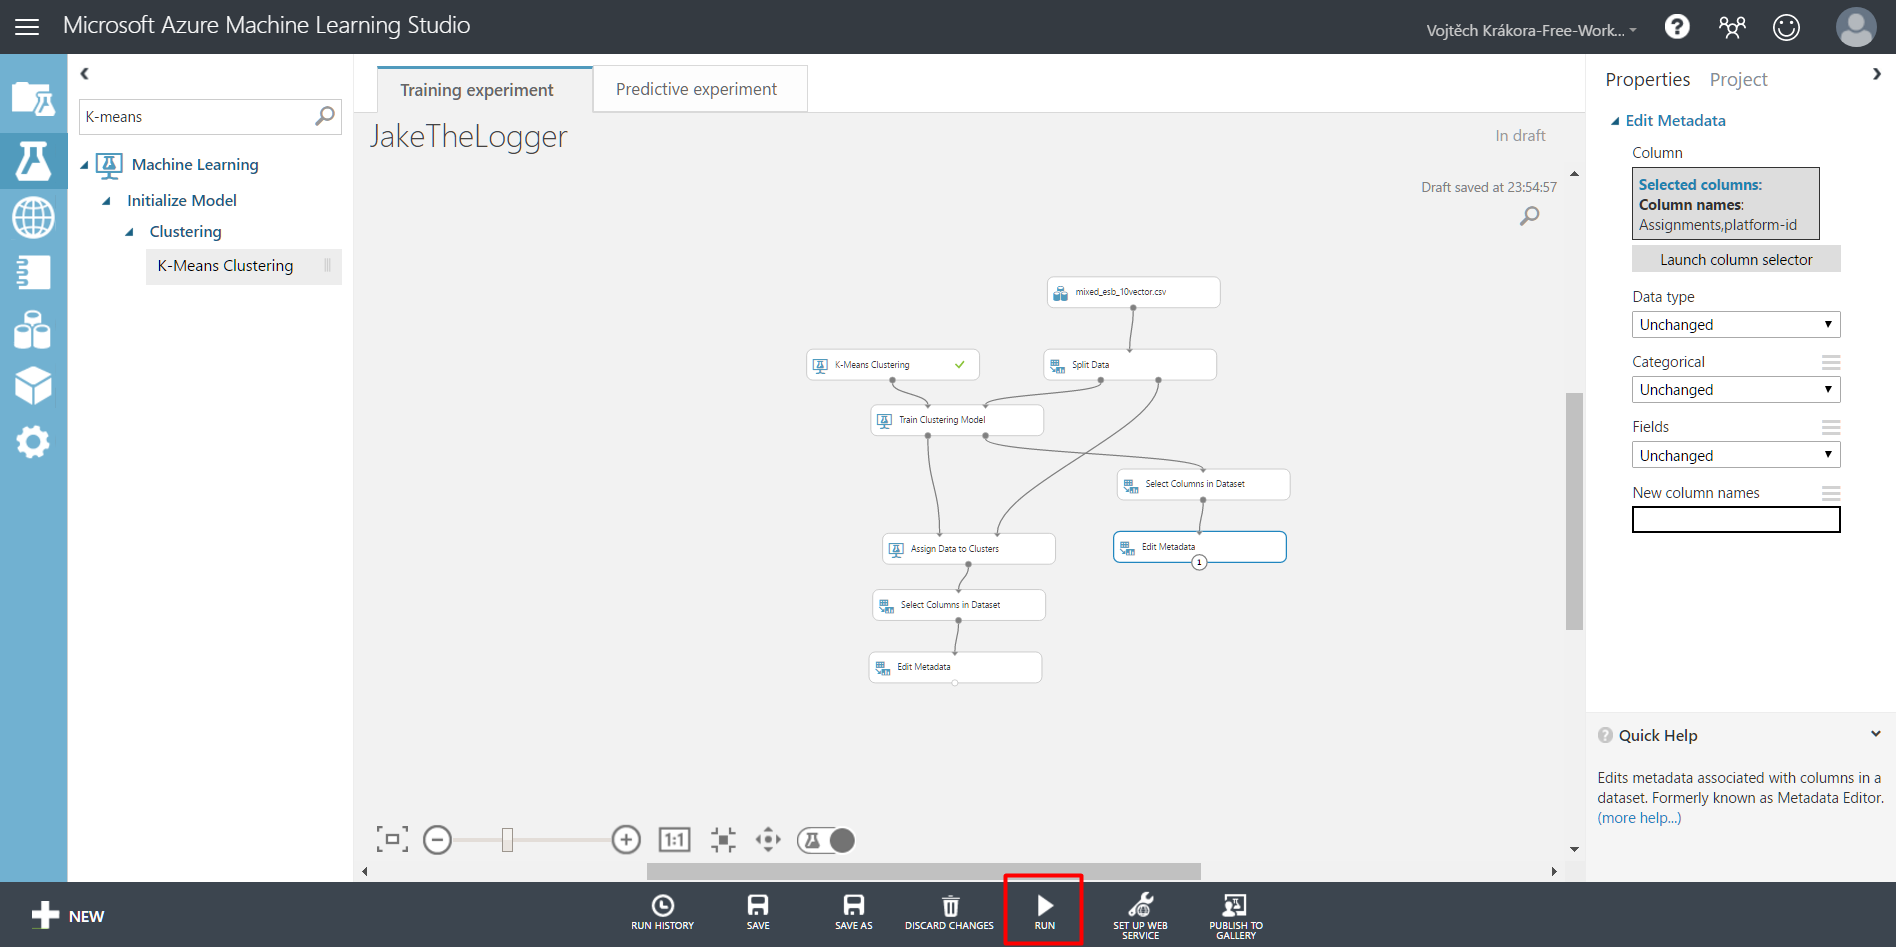 Microsoft Azure Machine Learning Studio
Vojtěch Krákora-Free-Work...
K-means
Machine Learning
Initialize Model
Clustering
K-Means Clustering
Training experiment
Predictive experiment
JakeTheLogger
In draft
Draft saved at 23:54:57
mixed_esb_10vector.csv
K-Means Clustering
Split Data
Train Clustering Model
Select Columns in Dataset
Edit Metadata
1
Assign Data to Clusters
Select Columns in Dataset
Edit Metadata
1:1
Properties
Project
Edit Metadata
Column
Selected columns:
Column names:
Assignments,platform-id
Launch column selector
Data type
Unchanged
Categorical
Unchanged
Fields
Unchanged
New column names
Quick Help
Edits metadata associated with columns in a
dataset. Formerly known as Metadata Editor.
(more help...)
NEW
RUN HISTORY
SAVE
SAVE AS
DISCARD CHANGES
RUN
SET UP WEB
SERVICE
PUBLISH TO
GALLERY